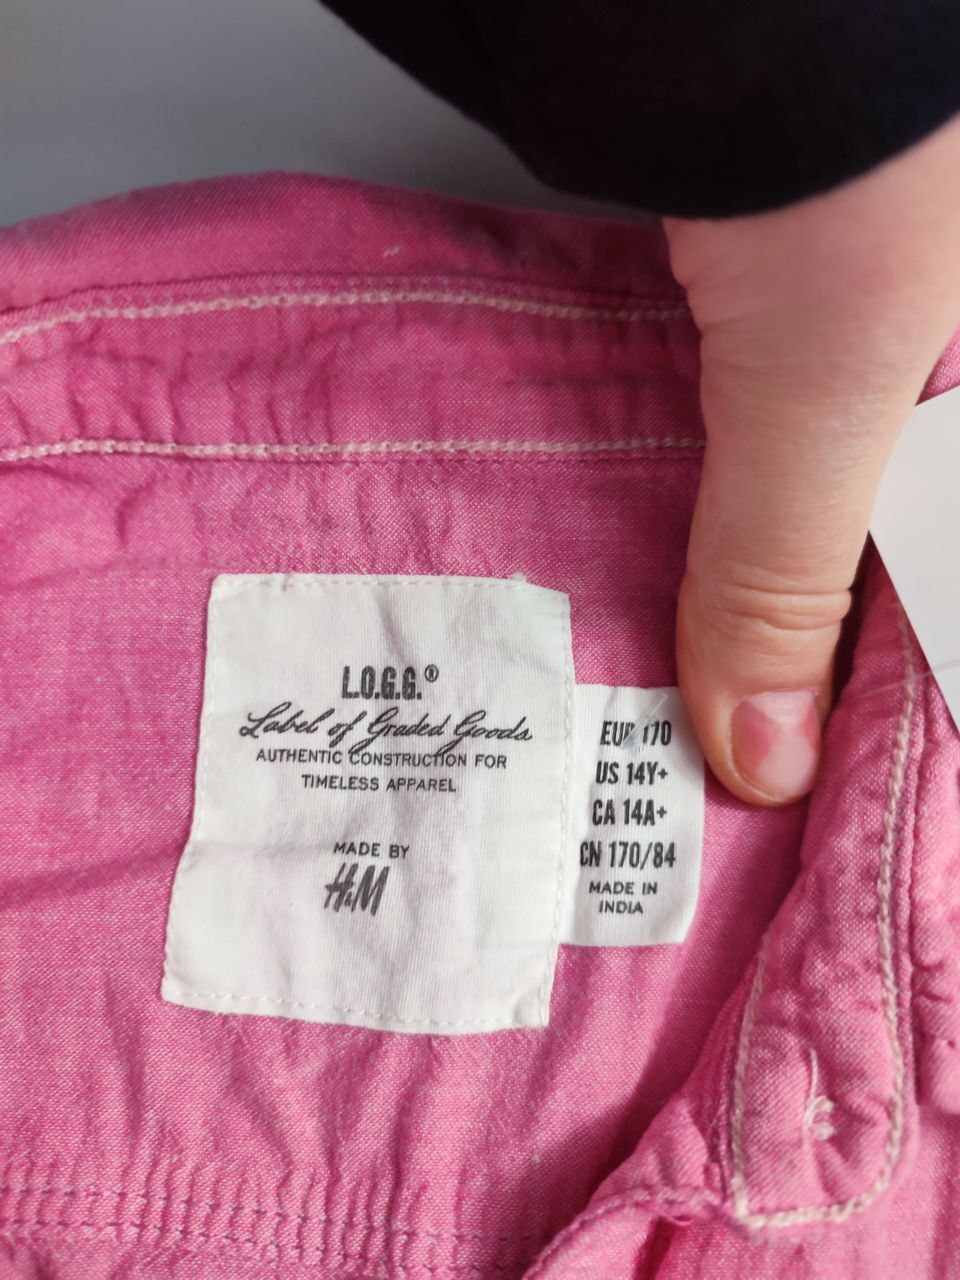 L.O.G.G.®
Label of Graded Goods
AUTHENTIC CONSTRUCTION FOR
TIMELESS APPAREL
MADE BY
H&M
EUR 170
US 14Y+
CA 14A+
CN 170/84
MADE IN
INDIA